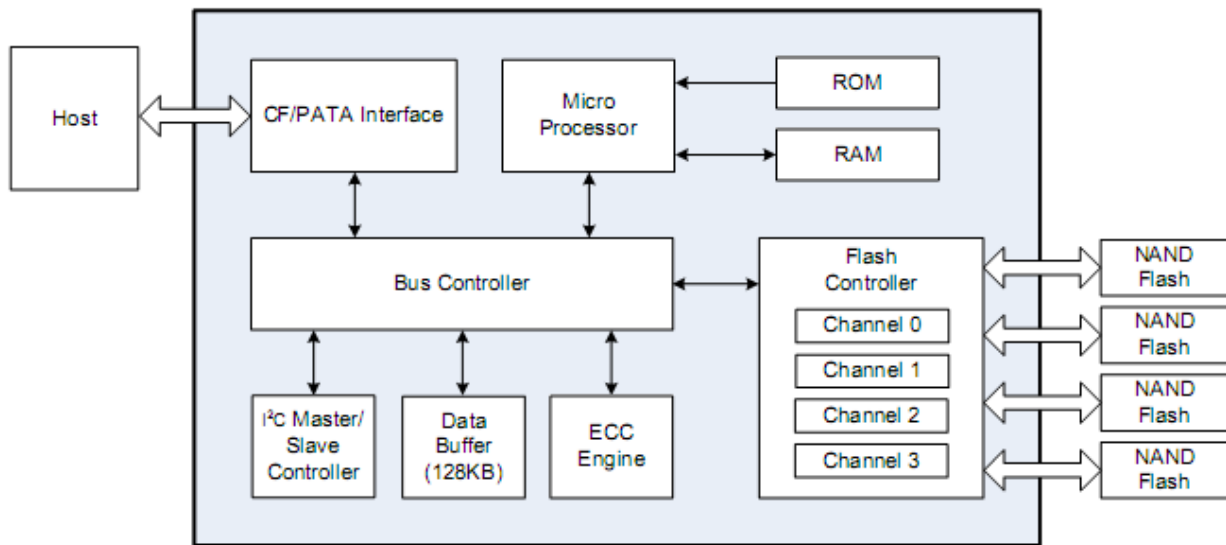 Host
CF/PATA Interface
Micro
Processor
ROM
RAM
Bus Controller
Flash
Controller
Channel 0
Channel 1
Channel 2
Channel 3
NAND
Flash
NAND
Flash
NAND
Flash
NAND
Flash
I²C Master/
Slave
Controller
Data
Buffer
(128KB)
ECC
Engine